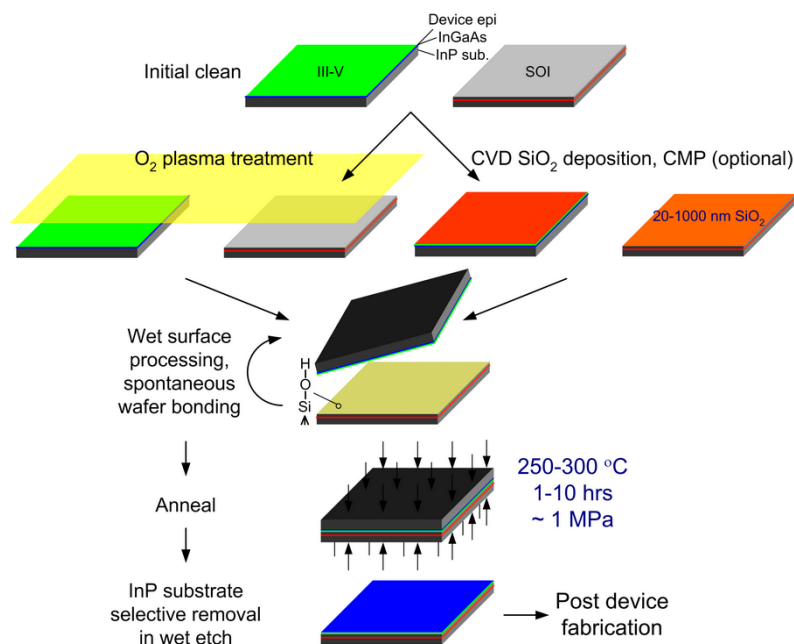 Device epi
InGaAs
InP sub.
Initial clean
III-V
SOI
O₂ plasma treatment
CVD SiO₂ deposition, CMP (optional)
20-1000 nm SiO₂
Wet surface
processing,
spontaneous
wafer bonding
H
O
Si
Anneal
250-300 °C
1-10 hrs
~ 1 MPa
InP substrate
selective removal
in wet etch
Post device
fabrication